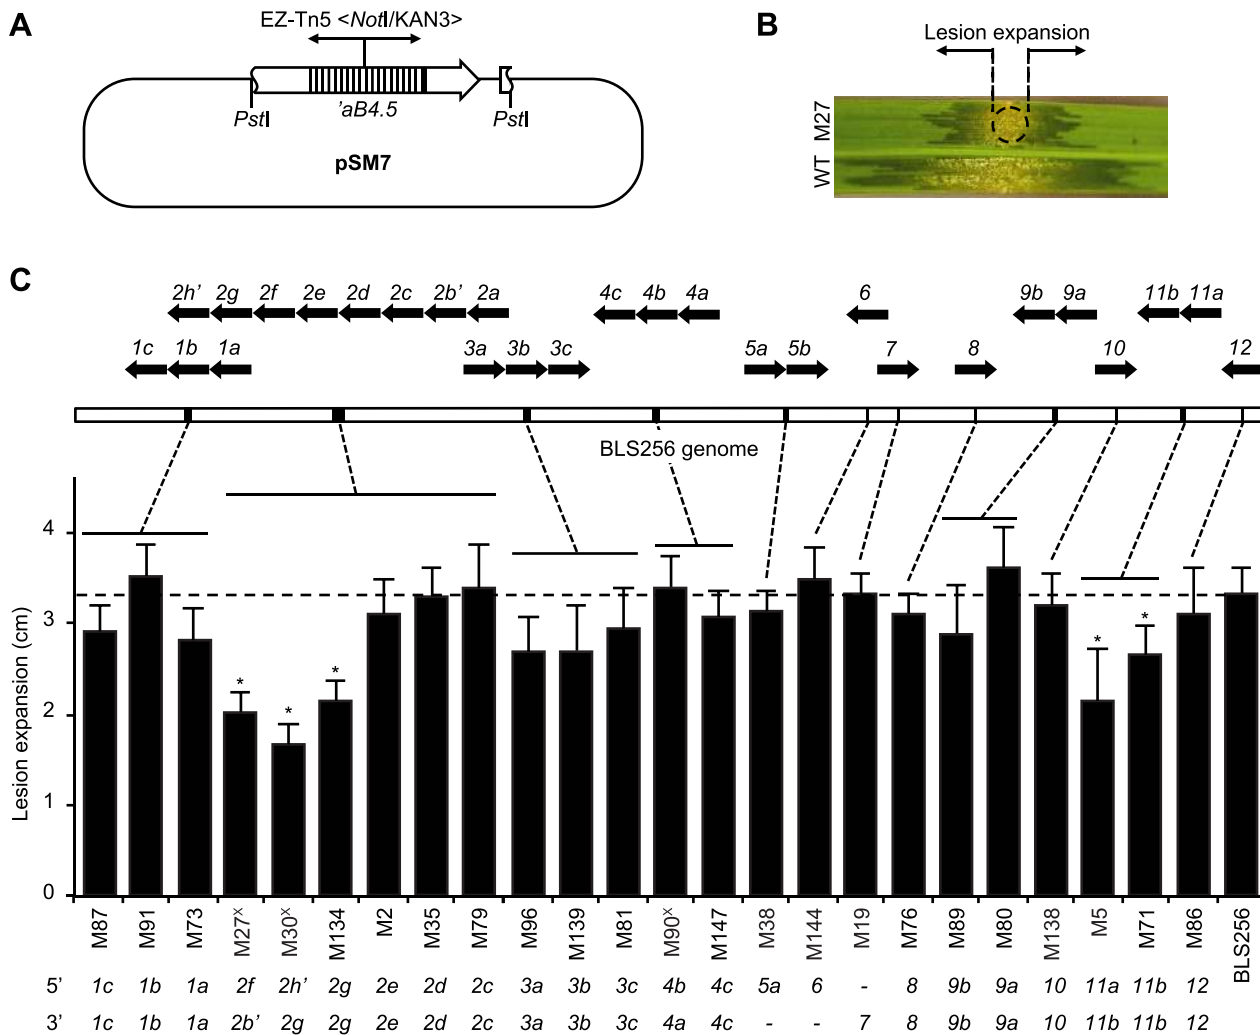 A
EZ-Tn5 <NotI/KAN3>
'aB4.5
PstI
PstI
pSM7
B
Lesion expansion
M27
WT
C
2h’ 2g 2f 2e 2d 2c 2b’ 2a 4c 4b 4a 6 9b 9a 11b 11a
1c 1b 1a 3a 3b 3c 5a 5b 7 8 10 12
BLS256 genome
Lesion expansion (cm)
4
3
2
1
0
* * * * *
M87 M91 M73 M27ˣ M30ˣ M134 M2 M35 M79 M96 M139 M81 M90ˣ M147 M38 M144 M19 M76 M89 M80 M138 M5 M71 M86 BLS256
5’ 1c 1b 1a 2f 2h’ 2g 2e 2d 2c 3a 3b 3c 4b 4c 5a 6 - 8 9b 9a 10 11a 11b 12
3’ 1c 1b 1a 2b’ 2g 2g 2e 2d 2c 3a 3b 3c 4a 4c - - 7 8 9b 9a 10 11b 11b 12